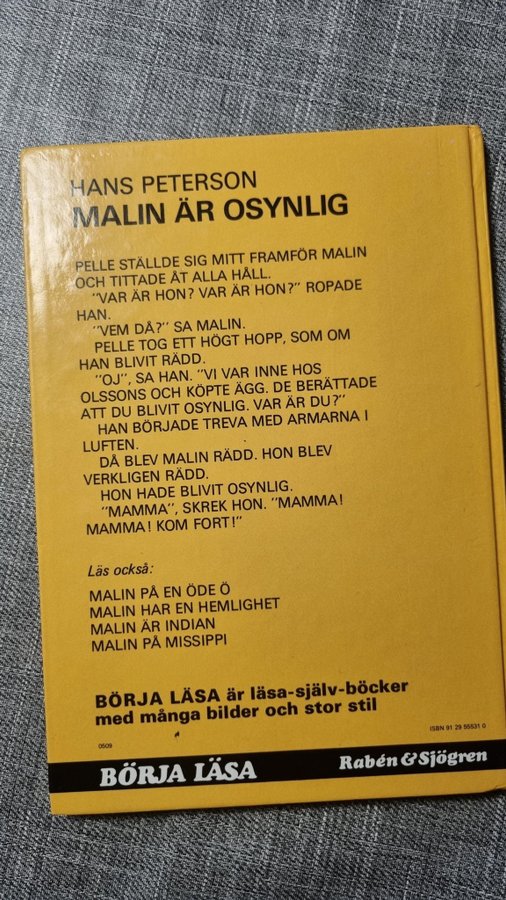 HANS PETERSON
MALIN ÄR OSYNLIG
PELLE STÄLLDE SIG MITT FRAMFÖR MALIN
OCH TITTADE ÅT ALLA HÅLL.
"VAR ÄR HON? VAR ÄR HON?" ROPADE
HAN.
"VEM DÅ?" SA MALIN.
PELLE TOG ETT HÖGT HOPP, SOM OM
HAN BLIVIT RÄDD.
"OJ", SA HAN. "VI VAR INNE HOS
OLSSONS OCH KÖPTE ÄGG. DE BERÄTTADE
ATT DU BLIVIT OSYNLIG. VAR ÄR DU?"
HAN BÖRJADE TREVA MED ARMARNA I
LUFTEN.
DÅ BLEV MALIN RÄDD. HON BLEV
VERKLIGEN RÄDD.
HON HADE BLIVIT OSYNLIG.
"MAMMA", SKREK HON. "MAMMA!
MAMMA! KOM FORT!"
Läs också:
MALIN PÅ EN ÖDE Ö
MALIN HAR EN HEMLIGHET
MALIN ÄR INDIAN
MALIN PÅ MISSIPPI
BÖRJA LÄSA är läsa-själv-böcker
med många bilder och stor stil
0509
ISBN 91 29 55531 0
BÖRJA LÄSA
Rabén & Sjögren